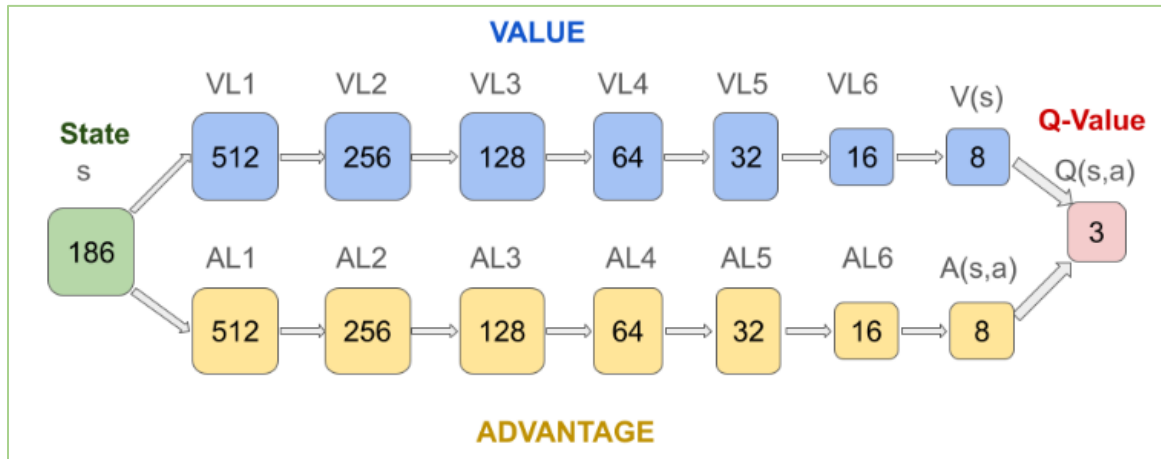 VALUE
VL1 VL2 VL3 VL4 VL5 VL6 V(s)
State
s
Q-Value
Q(s,a)
512 256 128 64 32 16 8
186
3
AL1 AL2 AL3 AL4 AL5 AL6 A(s,a)
512 256 128 64 32 16 8
ADVANTAGE